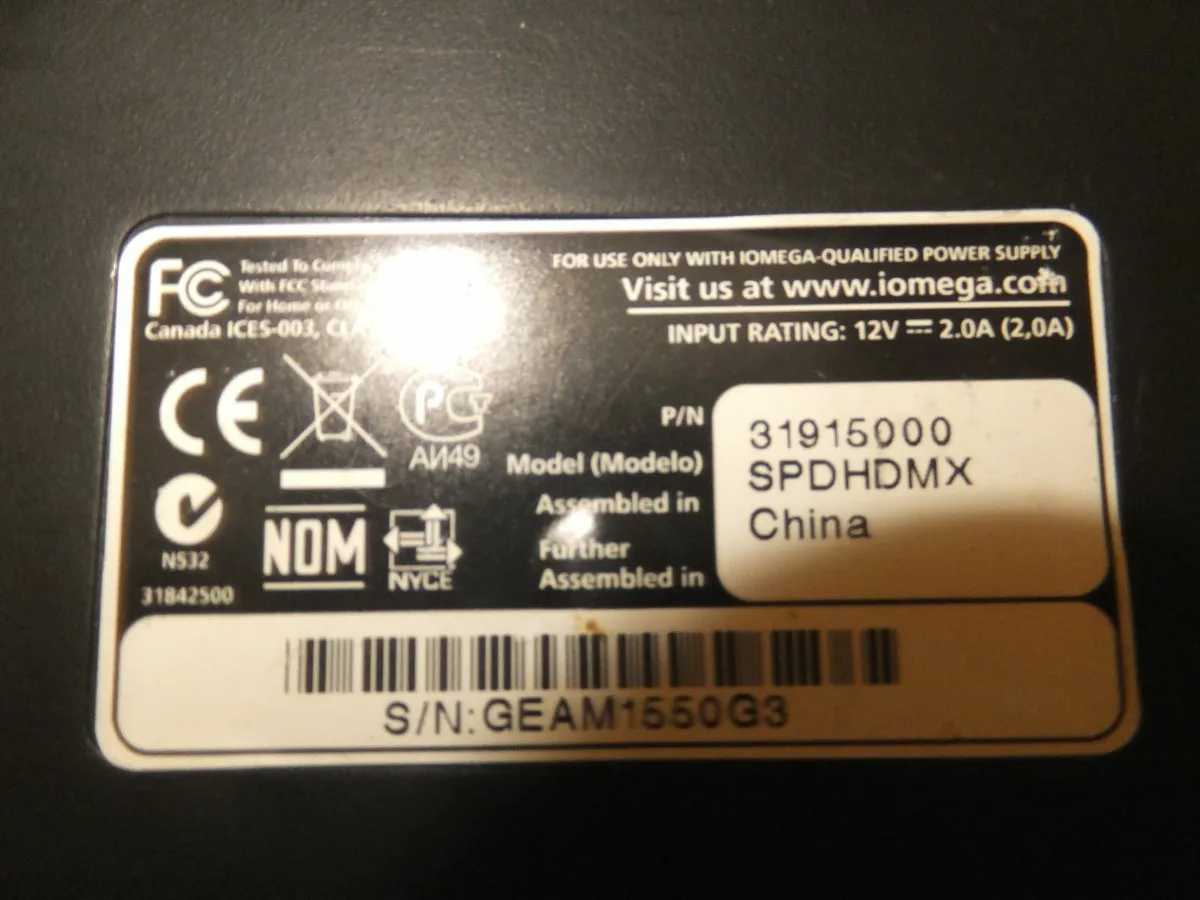 FC
Tested To Comply
With FCC
For Home or
Canada ICES-003,
FOR USE ONLY WITH IOMEGA-QUALIFIED POWER SUPPLY
Visit us at www.iomega.com
INPUT RATING: 12V ⎓ 2.0A (2,0A)
CE
РСТ
АИ49
N532
31842500
NOM
NYCE
P/N 31915000
Model (Modelo) SPDHDMX
Assembled in China
Further
Assembled in
S/N:GEAM1550G3